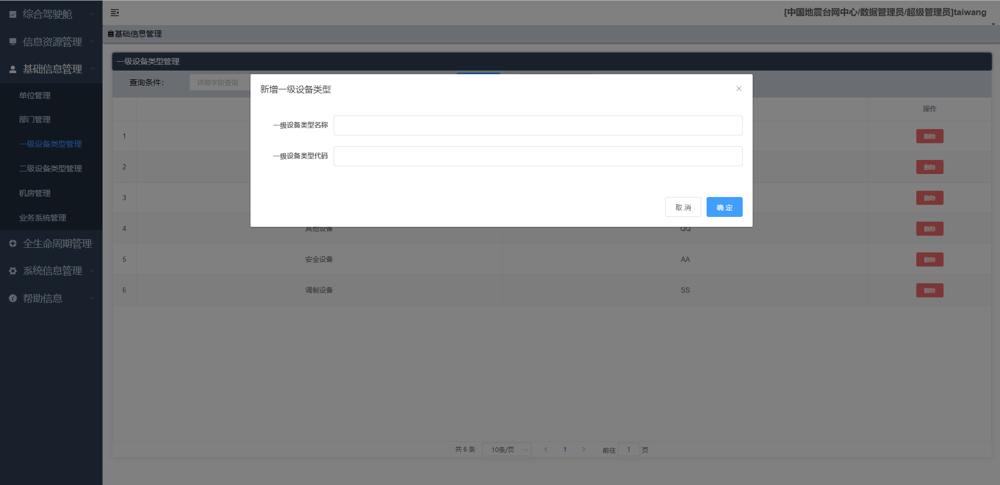 综合驾驶舱
信息资源管理
基础信息管理
单位管理
部门管理
一级设备类型管理
二级设备类型管理
机房管理
业务系统管理
全生命周期管理
系统信息管理
帮助信息
[中国地震台网中心/数据管理员/超级管理员]taiwang
基础信息管理
一级设备类型管理
查询条件：
详细字段查询
新增一级设备类型
一级设备类型名称
一级设备类型代码
取 消
确 定
操作
1 删除
2 删除
3 删除
4 其他设备 QQ 删除
5 安全设备 AA 删除
6 调制设备 SS 删除
共 6 条 10条/页 1 前往 1 页